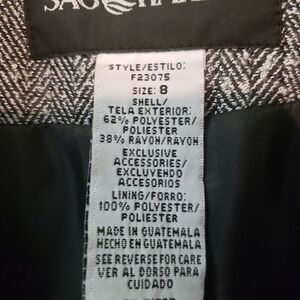 STYLE/ESTILO:
F23075
SIZE: 8
SHELL/
TELA EXTERIOR:
62% POLYESTER/
POLIESTER
38% RAYON/RAYON
EXCLUSIVE
ACCESSORIES/
EXCLUYENDO
ACCESORIOS
LINING/FORRO:
100% POLYESTER/
POLIESTER
MADE IN GUATEMALA
HECHO EN GUATEMALA
SEE REVERSE FOR CARE
VER AL DORSO PARA
CUIDADO